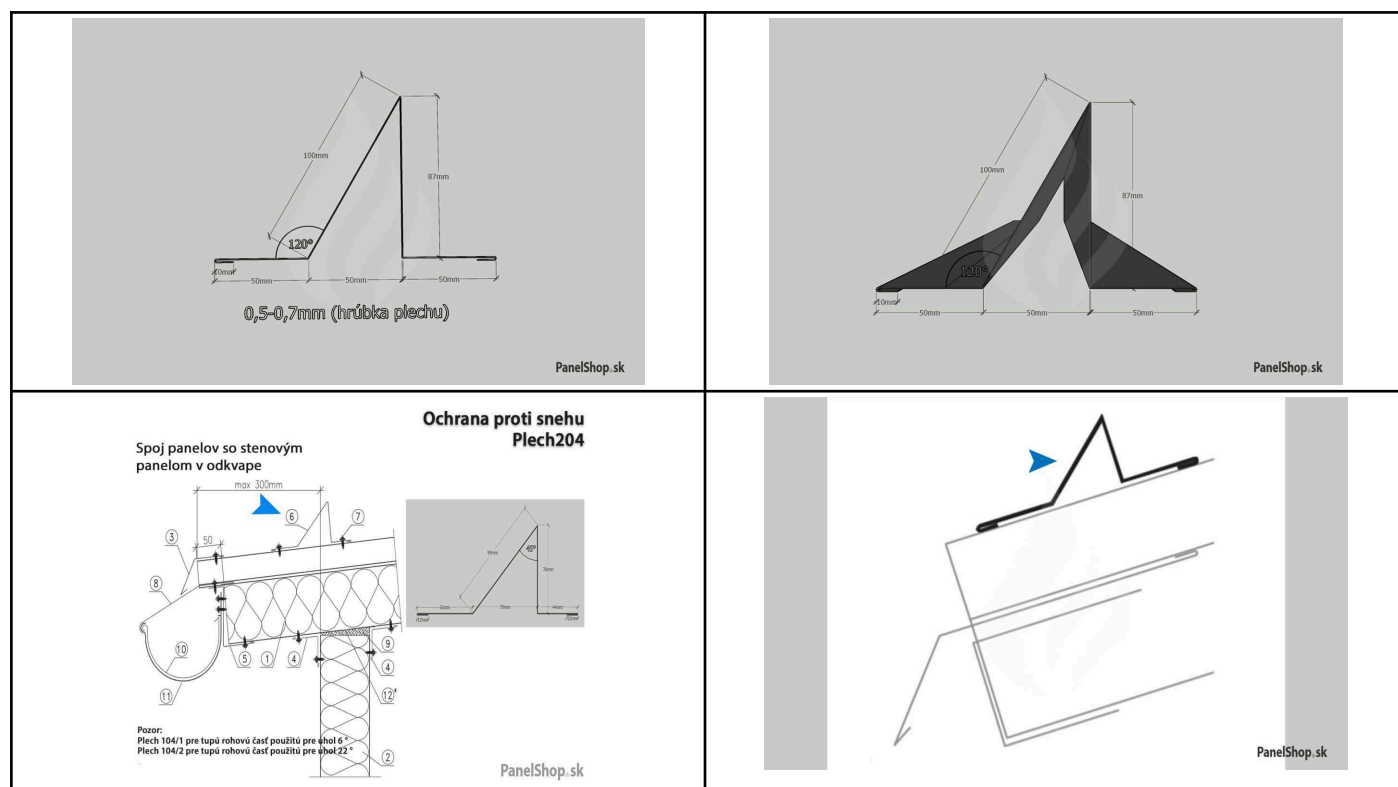 100mm
87mm
120°
10mm
50mm
50mm
50mm
0,5-0,7mm (hrúbka plechu)
PanelShop.sk
100mm
87mm
120°
10mm
50mm
50mm
50mm
PanelShop.sk
Ochrana proti snehu
Plech204
Spoj panelov so stenovým
panelom v odkvape
max 300mm
6
7
3
50
8
45°
10
5
1
4
9
4
11
12*
2
Pozor:
Plech 104/1 pre tupú rohovú časť použitú pre úhol 6 °
Plech 104/2 pre tupú rohovú časť použitú pre úhol 22 °
PanelShop.sk
PanelShop.sk